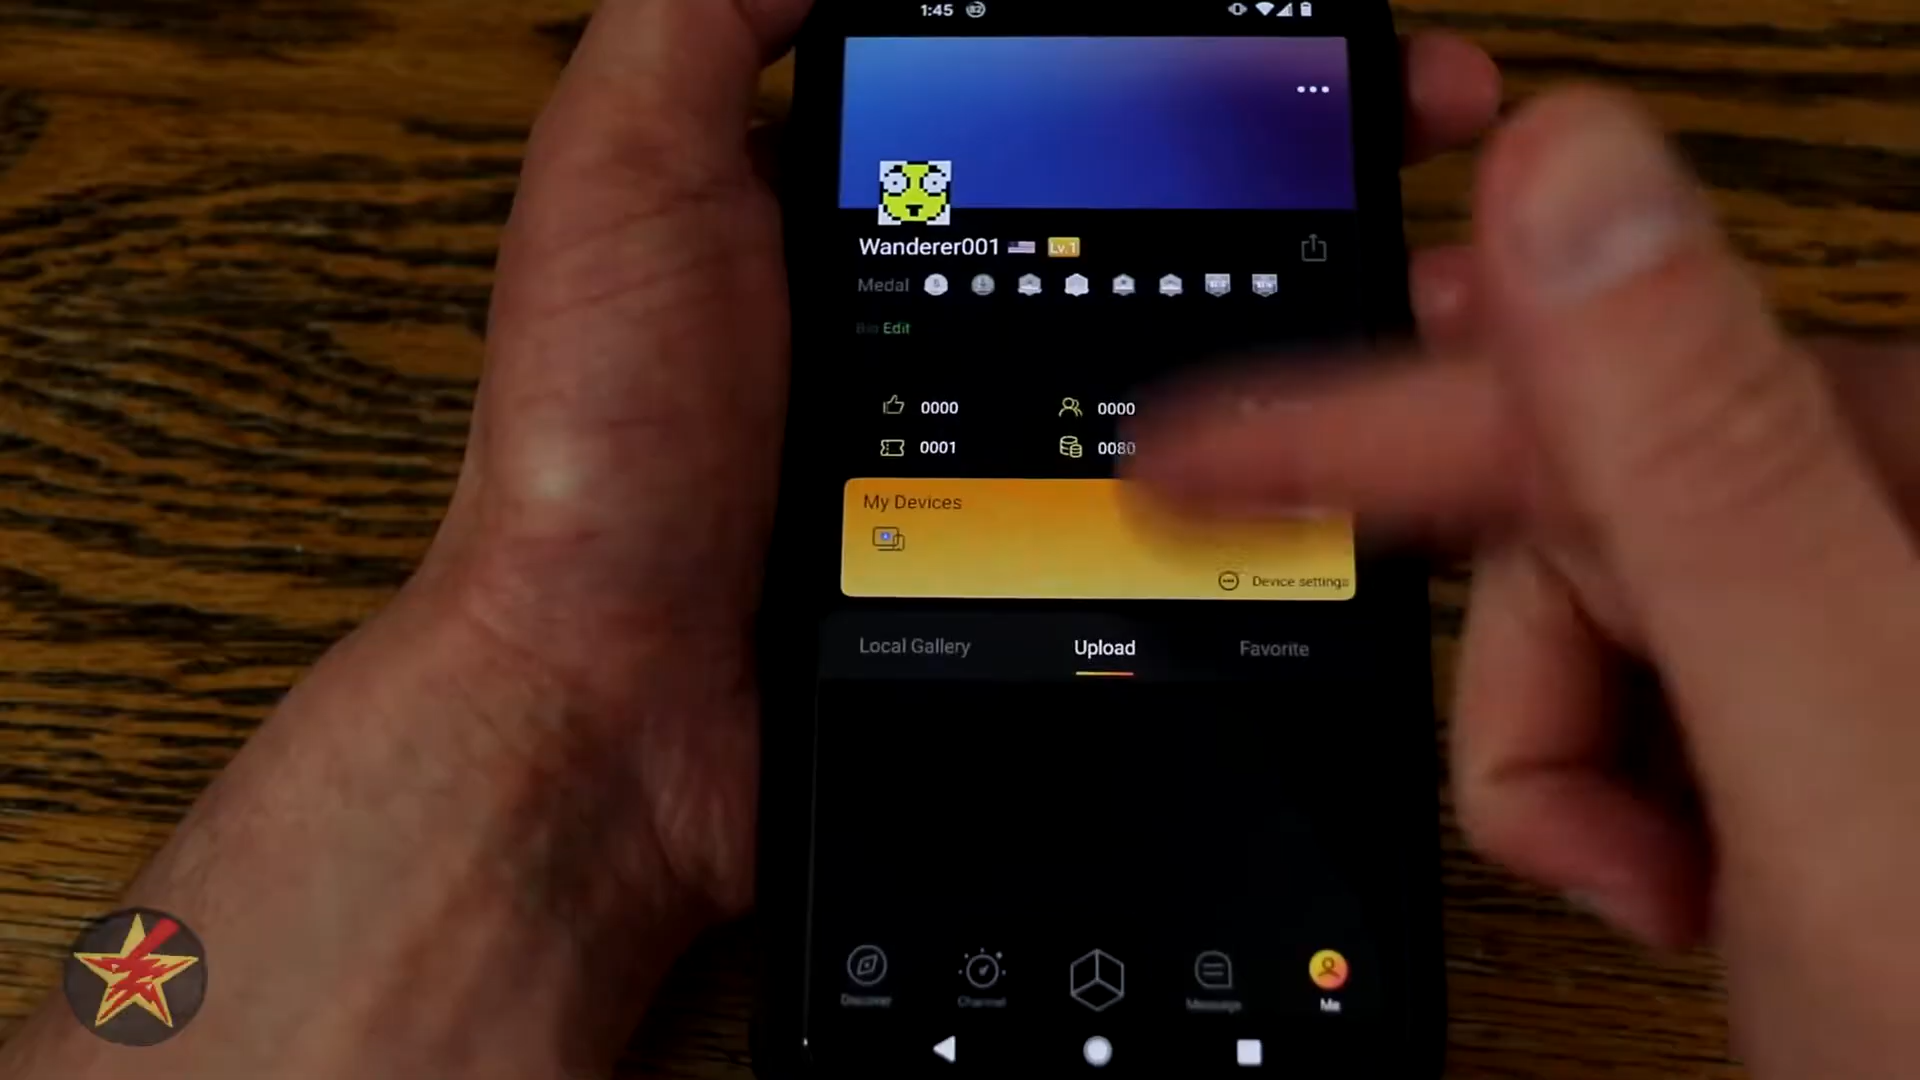 1:45 82
Wanderer001 Lv.1
Medal
Bio Edit
0000 0000
0001 0080
My Devices
Device settings
Local Gallery Upload Favorite
Discover Channel Message Me